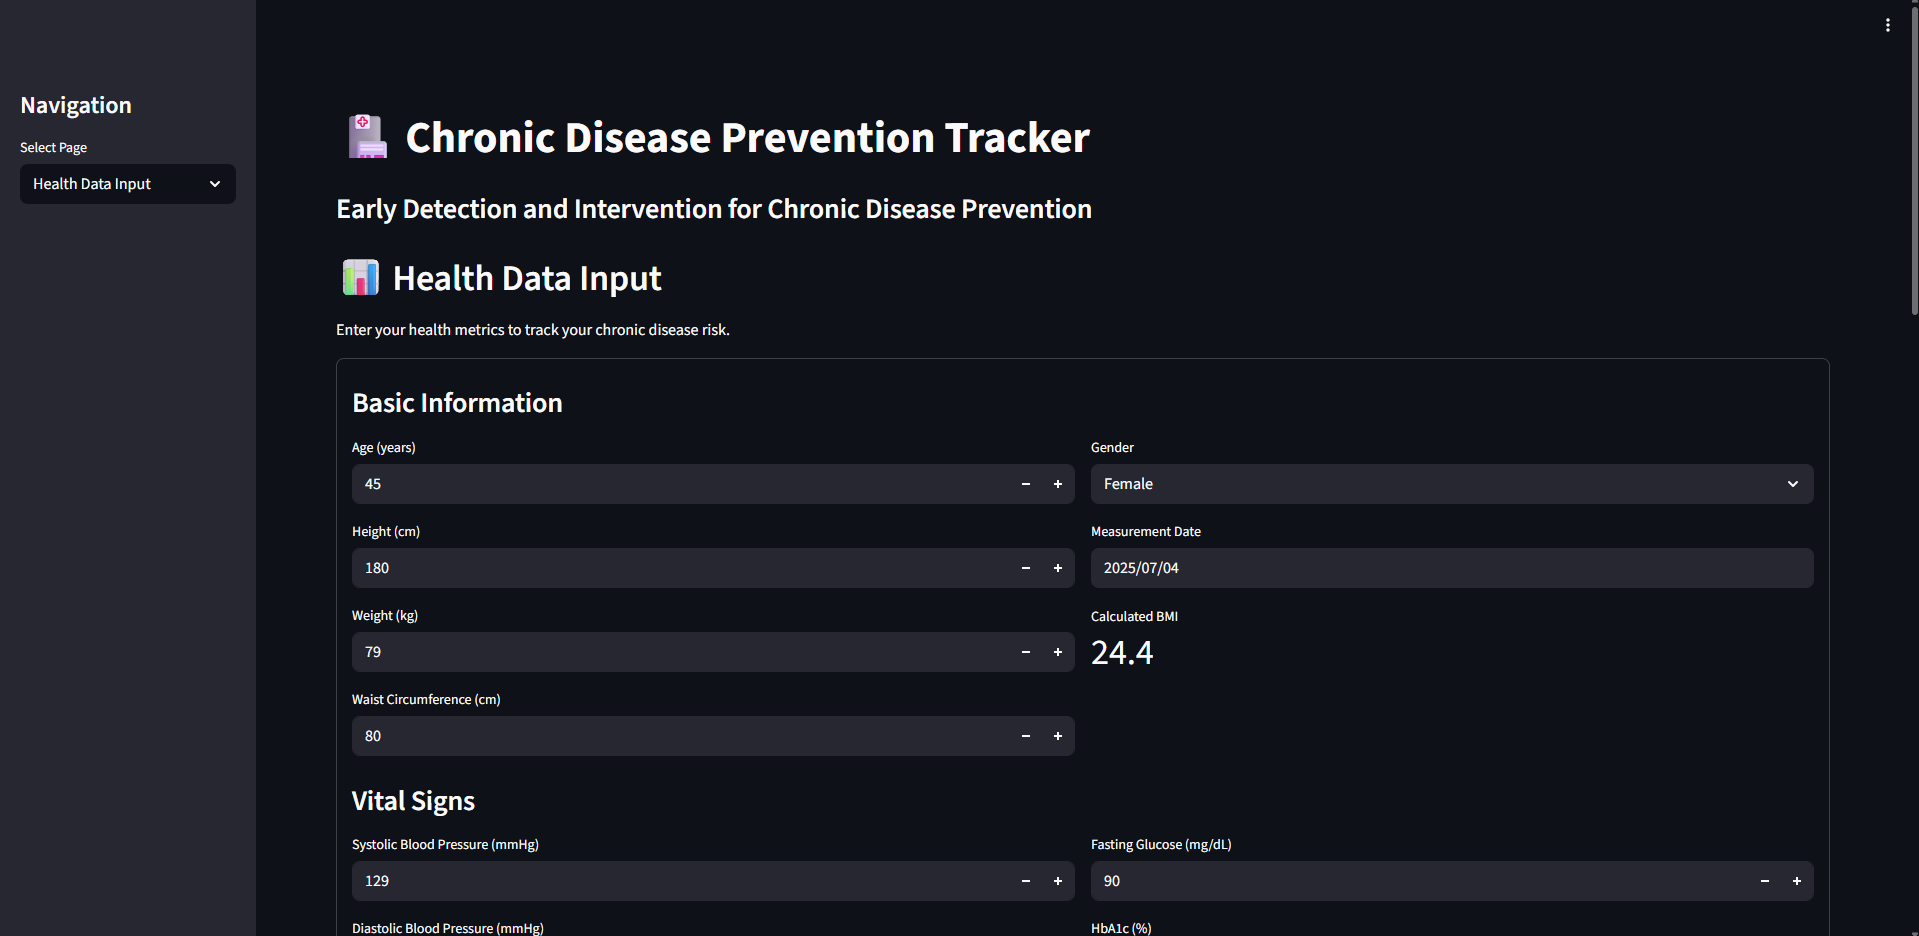 Navigation
Select Page
Health Data Input
Chronic Disease Prevention Tracker
Early Detection and Intervention for Chronic Disease Prevention
Health Data Input
Enter your health metrics to track your chronic disease risk.
Basic Information
Age (years)
45
Gender
Female
Height (cm)
180
Measurement Date
2025/07/04
Weight (kg)
79
Calculated BMI
24.4
Waist Circumference (cm)
80
Vital Signs
Systolic Blood Pressure (mmHg)
129
Fasting Glucose (mg/dL)
90
Diastolic Blood Pressure (mmHg)
HbA1c (%)